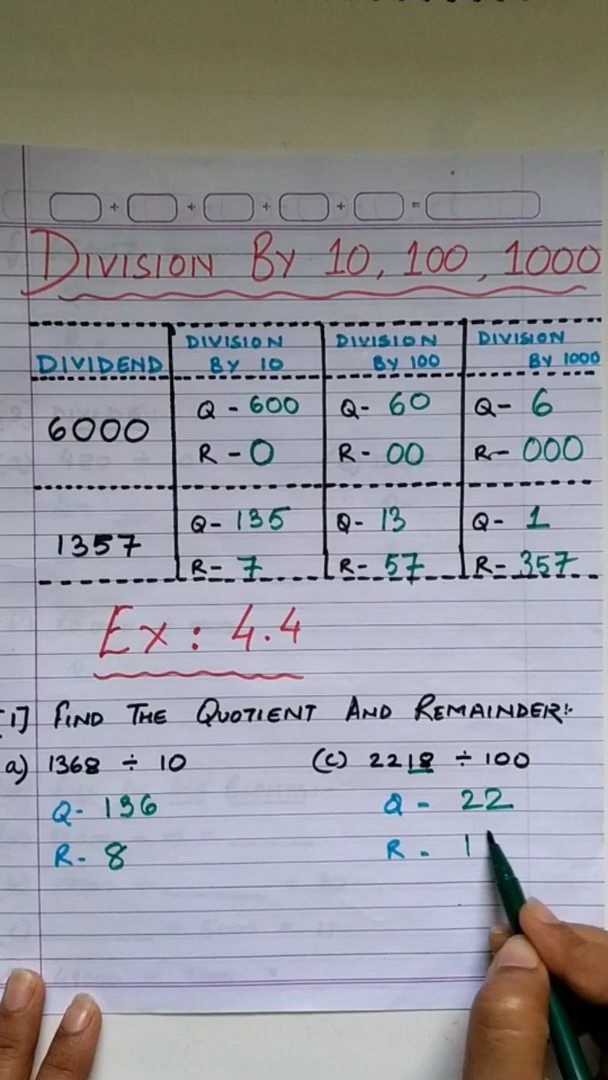 + + + + =
DIVISION BY 10, 100, 1000
DIVIDEND DIVISION BY 10 DIVISION BY 100 DIVISION BY 1000
6000 Q - 600 Q- 60 Q- 6
R - 0 R- 00 R- 000
1357 Q- 135 Q- 13 Q- 1
R- 7 R- 57 R- 357
Ex : 4.4
1] FIND THE QUOTIENT AND REMAINDER:-
a) 1368 ÷ 10 (c) 2218 ÷ 100
Q- 136 Q - 22
R- 8 R - 1